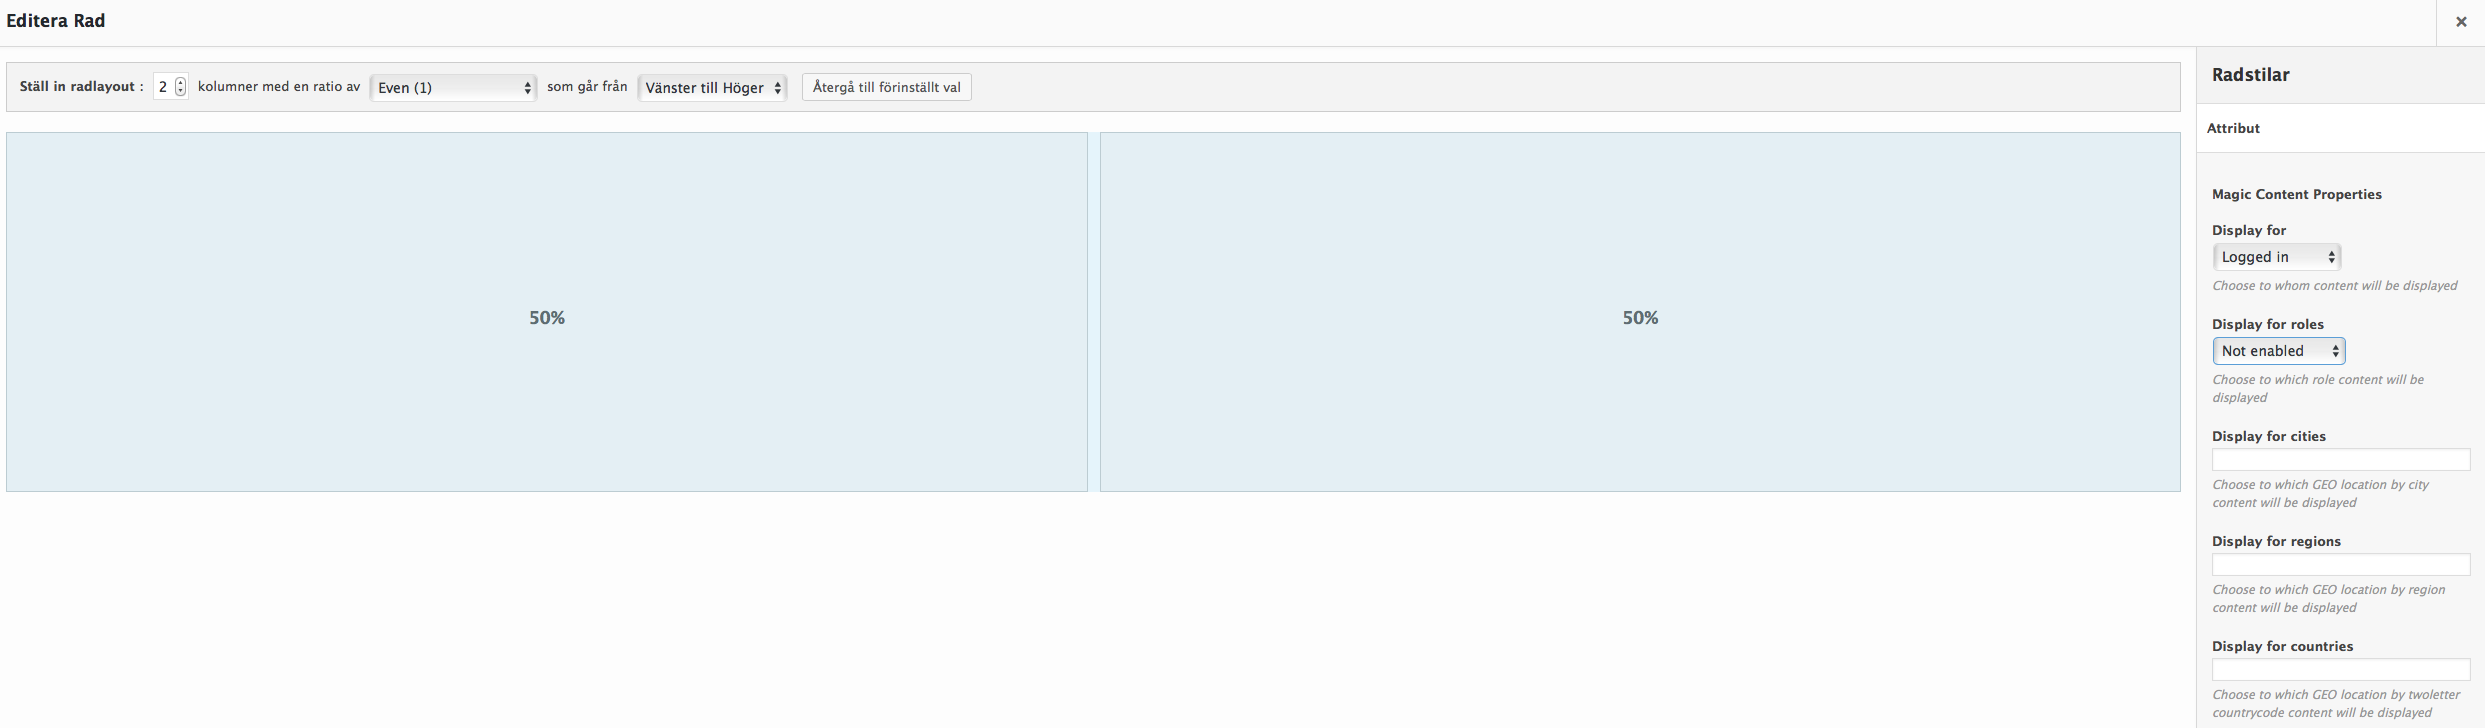 Editera Rad
Ställ in radlayout : 2 kolumner med en ratio av Even (1) som går från Vänster till Höger Återgå till förinställt val
50%
50%
Radstilar
Attribut
Magic Content Properties
Display for
Logged in
Choose to whom content will be displayed
Display for roles
Not enabled
Choose to which role content will be
displayed
Display for cities
Choose to which GEO location by city
content will be displayed
Display for regions
Choose to which GEO location by region
content will be displayed
Display for countries
Choose to which GEO location by twoletter
countrycode content will be displayed